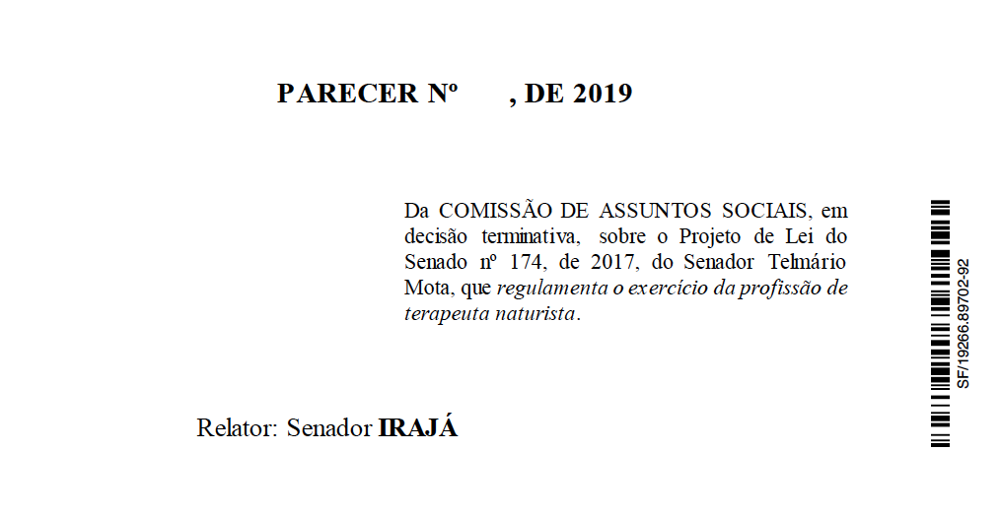 PARECER Nº , DE 2019
Da COMISSÃO DE ASSUNTOS SOCIAIS, em
decisão terminativa, sobre o Projeto de Lei do
Senado nº 174, de 2017, do Senador Telmário
Mota, que regulamenta o exercício da profissão de
terapeuta naturista.
Relator: Senador IRAJÁ
SF/19266.89702-92